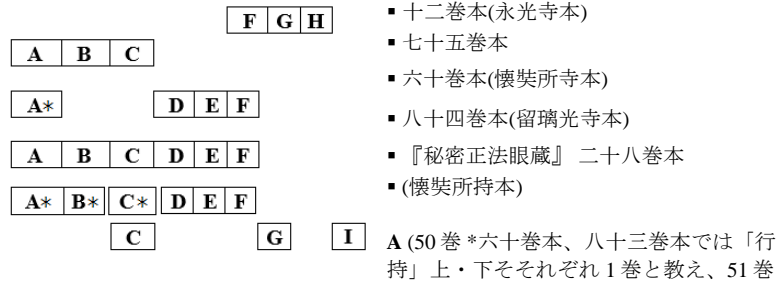 F G H
A B C
A* D E F
A B C D E F
A* B* C* D E F
C G I
▪ 十二巻本(永光寺本)
▪ 七十五巻本
▪ 六十巻本(懐奘所寺本)
▪ 八十四巻本(留璃光寺本)
▪ 『秘密正法眼蔵』 二十八巻本
▪ (懐奘所持本)
A (50 巻 *六十巻本、八十三巻本では「行
持」上・下そそれぞれ 1 巻と教え、51 巻